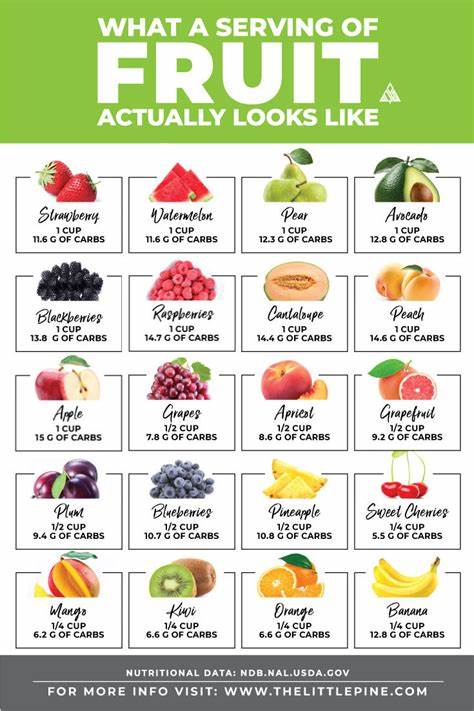 WHAT A SERVING OF
FRUIT
ACTUALLY LOOKS LIKE
Strawberry
1 CUP
11.6 G OF CARBS
Watermelon
1 CUP
11.6 G OF CARBS
Pear
1 CUP
12.3 G OF CARBS
Avocado
1 CUP
12.8 G OF CARBS
Blackberries
1 CUP
13.8 G OF CARBS
Raspberries
1 CUP
14.7 G OF CARBS
Cantaloupe
1 CUP
14.4 G OF CARBS
Peach
1 CUP
14.6 G OF CARBS
Apple
1 CUP
15 G OF CARBS
Grapes
1/2 CUP
7.8 G OF CARBS
Apricot
1/2 CUP
8.6 G OF CARBS
Grapefruit
1/2 CUP
9.2 G OF CARBS
Plum
1/2 CUP
9.4 G OF CARBS
Blueberries
1/2 CUP
10.7 G OF CARBS
Pineapple
1/2 CUP
10.8 G OF CARBS
Sweet Cherries
1/4 CUP
5.5 G OF CARBS
Mango
1/4 CUP
6.2 G OF CARBS
Kiwi
1/4 CUP
6.6 G OF CARBS
Orange
1/4 CUP
6.6 G OF CARBS
Banana
1/4 CUP
12.8 G OF CARBS
NUTRITIONAL DATA: NDB.NAL.USDA.GOV
FOR MORE INFO VISIT: WWW.THELITTLEPINE.COM